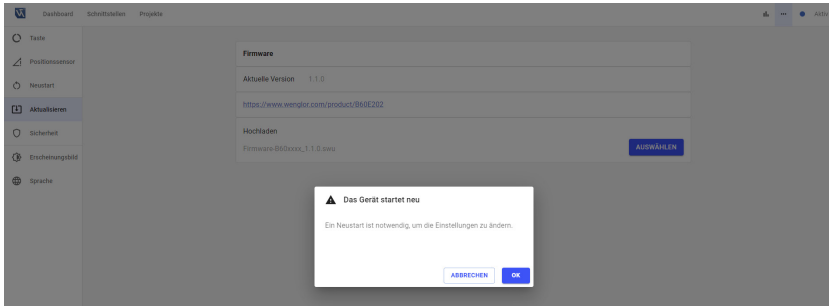 Dashboard Schnittstellen Projekte
Taste
Positionssensor
Neustart
Aktualisieren
Sicherheit
Erscheinungsbild
Sprache
Firmware
Aktuelle Version 1.1.0
https://www.wenglor.com/product/B60E202
Hochladen
Firmware-B60xxxx_1.1.0.swu
AUSWÄHLEN
Das Gerät startet neu
Ein Neustart ist notwendig, um die Einstellungen zu ändern.
ABBRECHEN OK